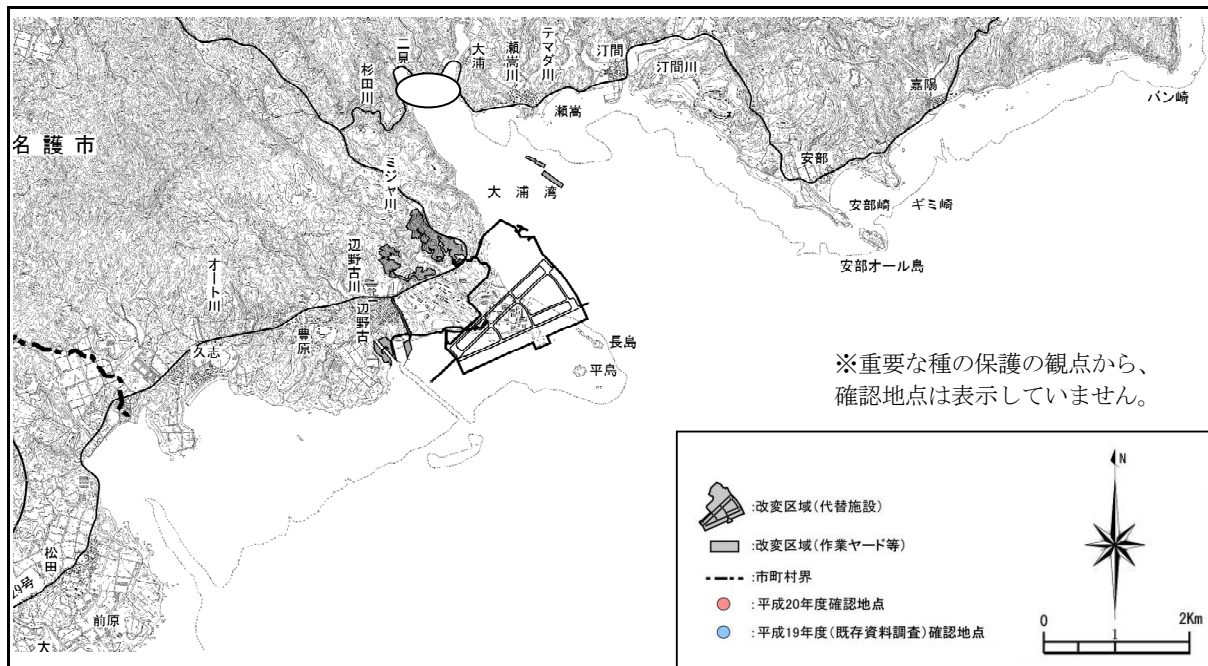 二見
大浦
瀬嵩川
テマダ川
汀間
汀間川
嘉陽
バン崎
杉田川
瀬嵩
名護市
安部
ミジャ川
大浦湾
安部崎
ギミ崎
安部オール島
辺野古川
オート川
辺野古
豊原
久志
長島
平島
※重要な種の保護の観点から、
確認地点は表示していません。
松田
29号
前原
大
:改変区域(代替施設)
:改変区域(作業ヤード等)
:市町村界
:平成20年度確認地点
:平成19年度(既存資料調査)確認地点
N
0 1 2Km